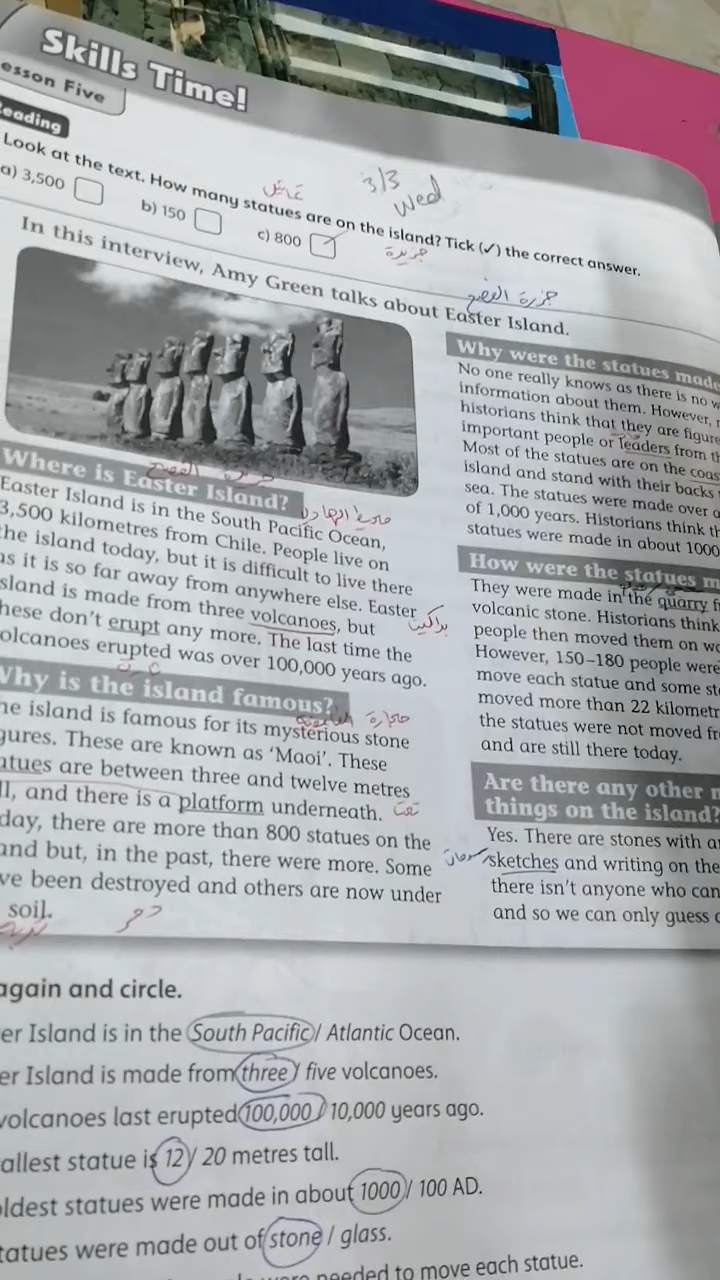 Skills Time!
esson Five
eading
Look at the text. How many statues are on the island? Tick (✓) the correct answer.
a) 3,500 b) 150 c) 800
3/3
wed
جزيرة
In this interview, Amy Green talks about Easter Island.
Where is Easter Island?
Easter Island is in the South Pacific Ocean,
3,500 kilometres from Chile. People live on
the island today, but it is difficult to live there
as it is so far away from anywhere else. Easter
sland is made from three volcanoes, but
براكين
hese don't erupt any more. The last time the
olcanoes erupted was over 100,000 years ago.
Why is the island famous?
he island is famous for its mysterious stone
gures. These are known as 'Maoi'. These
atues are between three and twelve metres
ll, and there is a platform underneath.
day, there are more than 800 statues on the
and but, in the past, there were more. Some
ve been destroyed and others are now under
soil.
Why were the statues made
No one really knows as there is no w
information about them. However, m
historians think that they are figure
important people or leaders from th
Most of the statues are on the coas
island and stand with their backs
sea. The statues were made over a
of 1,000 years. Historians think th
statues were made in about 1000
How were the statues m
They were made in the quarry f
volcanic stone. Historians think
people then moved them on wo
However, 150–180 people were
move each statue and some st
moved more than 22 kilometr
the statues were not moved fr
and are still there today.
Are there any other m
things on the island?
Yes. There are stones with a
sketches and writing on the
there isn't anyone who can
and so we can only guess
again and circle.
er Island is in the South Pacific / Atlantic Ocean.
er Island is made from three / five volcanoes.
volcanoes last erupted 100,000 / 10,000 years ago.
allest statue is 12 / 20 metres tall.
ldest statues were made in about 1000 / 100 AD.
tatues were made out of stone / glass.
needed to move each statue.